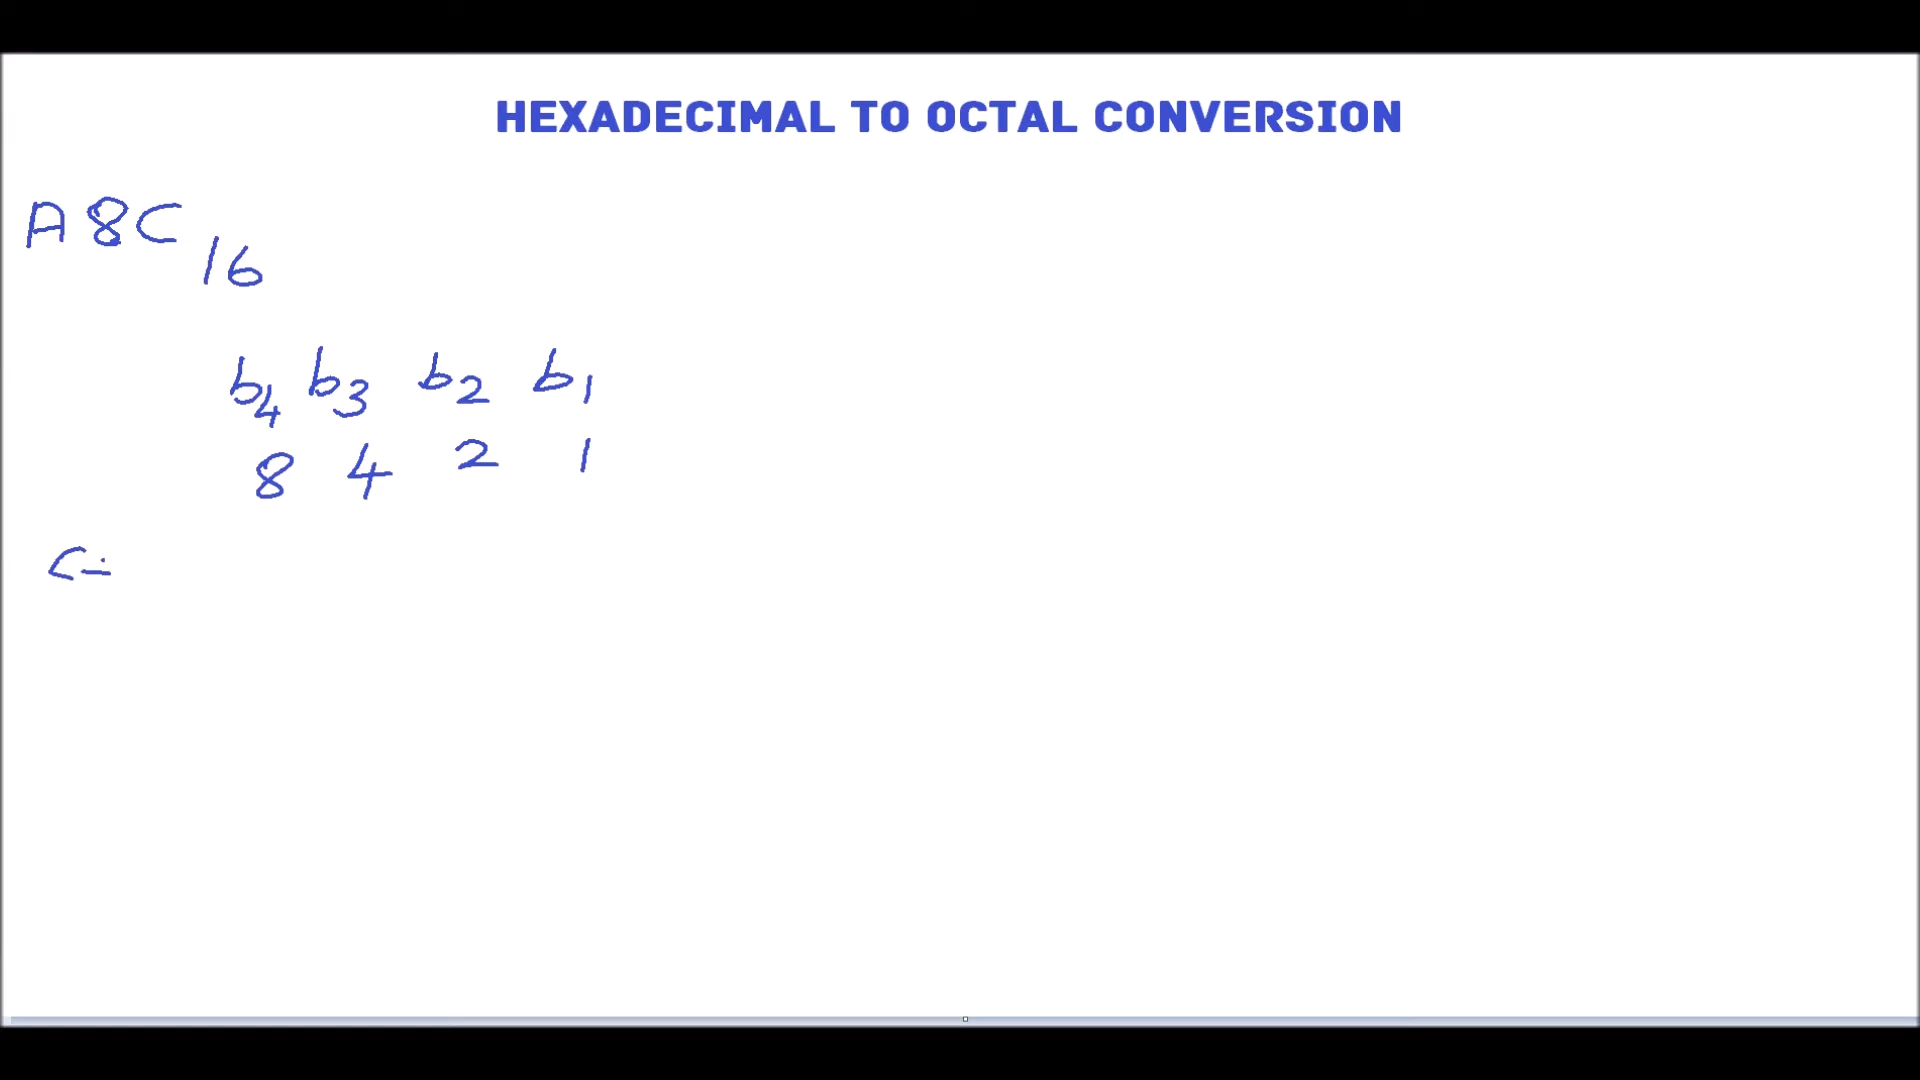 HEXADECIMAL TO OCTAL CONVERSION
A8C₁₆
b₄ b₃ b₂ b₁
8 4 2 1
C=